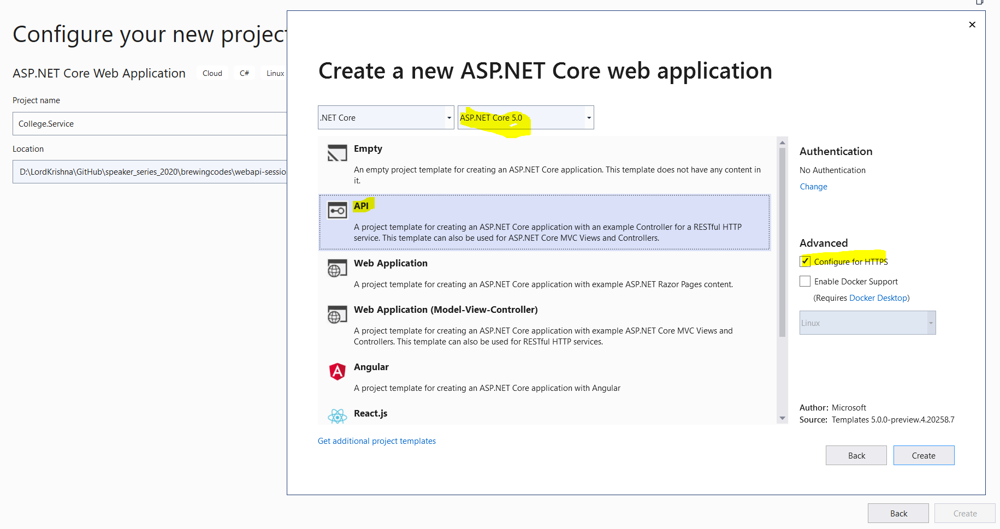 Configure your new project
ASP.NET Core Web Application Cloud C# Linux
Project name
College.Service
Location
D:\LordKrishna\GitHub\speaker_series_2020\brewingcodes\webapi-sessio
Create a new ASP.NET Core web application
.NET Core ASP.NET Core 5.0
Empty
An empty project template for creating an ASP.NET Core application. This template does not have any content in
it.
API
A project template for creating an ASP.NET Core application with an example Controller for a RESTful HTTP
service. This template can also be used for ASP.NET Core MVC Views and Controllers.
Web Application
A project template for creating an ASP.NET Core application with example ASP.NET Razor Pages content.
Web Application (Model-View-Controller)
A project template for creating an ASP.NET Core application with example ASP.NET Core MVC Views and
Controllers. This template can also be used for RESTful HTTP services.
Angular
A project template for creating an ASP.NET Core application with Angular
React.js
Get additional project templates
Authentication
No Authentication
Change
Advanced
Configure for HTTPS
Enable Docker Support
(Requires Docker Desktop)
Linux
Author: Microsoft
Source: Templates 5.0.0-preview.4.20258.7
Back Create
Back Create